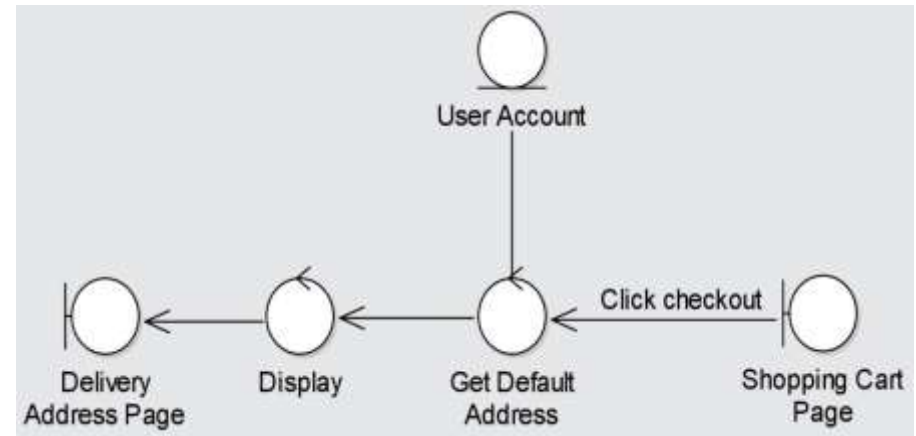 User Account
Click checkout
Delivery
Address Page
Display
Get Default
Address
Shopping Cart
Page